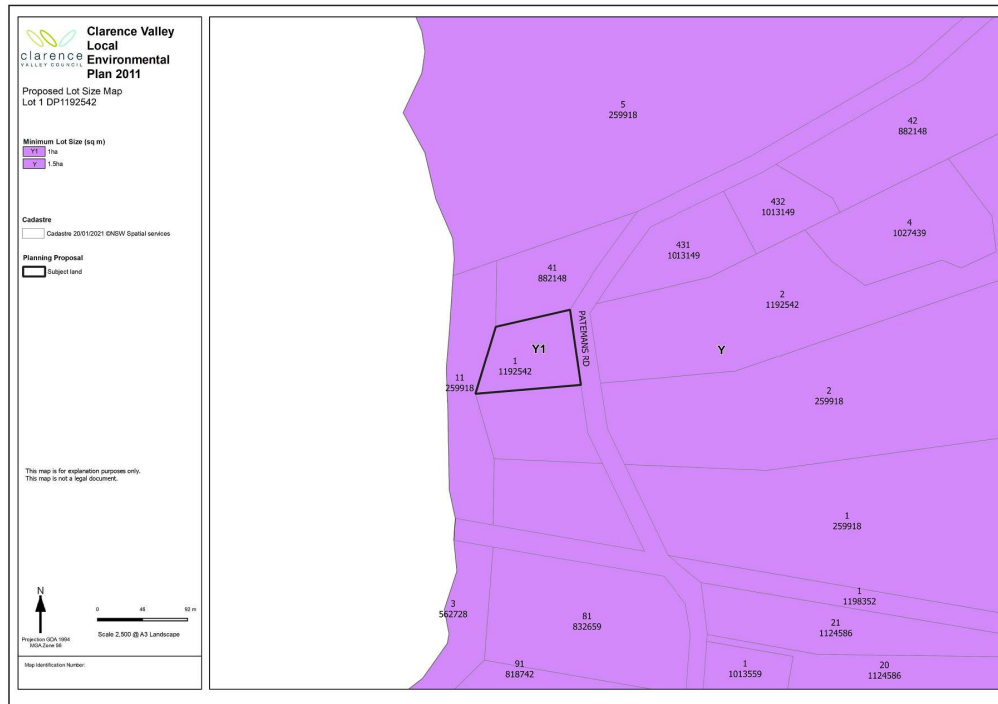 clarence
VALLEY COUNCIL
Clarence Valley
Local
Environmental
Plan 2011
Proposed Lot Size Map
Lot 1 DP1192542
Minimum Lot Size (sq m)
Y1 1ha
Y 1.5ha
Cadastre
Cadastre 20/01/2021 ©NSW Spatial services
Planning Proposal
Subject land
This map is for explanation purposes only.
This map is not a legal document.
N
0 46 92 m
Scale 2,500 @ A3 Landscape
Projection GDA 1994
MGA Zone 56
Map Identification Number:
5
259918
42
882148
432
1013149
4
1027439
431
1013149
41
882148
2
1192542
PATEMANS RD
Y1
Y
1
1192542
11
259918
2
259918
1
259918
1
1198352
3
562728
81
832659
21
1124586
91
818742
1
1013559
20
1124586